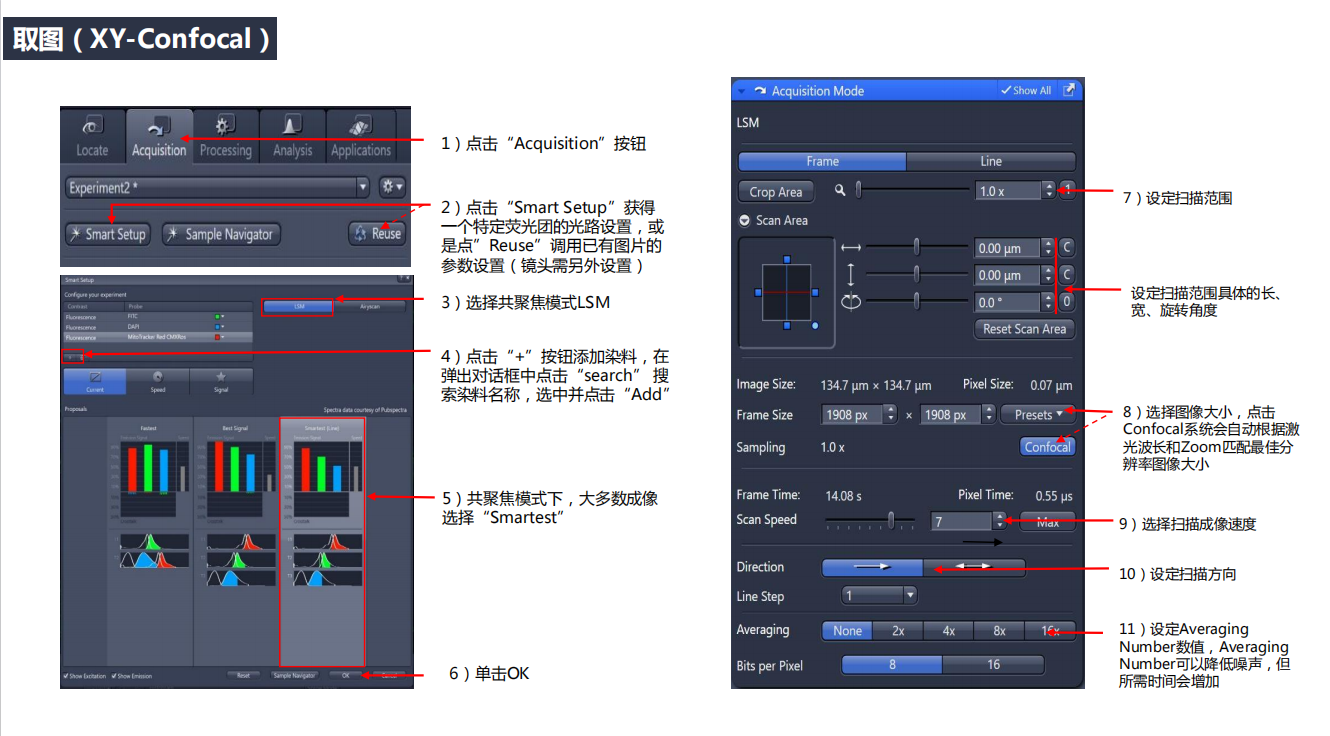 取图（XY-Confocal）
Locate
Acquisition
Processing
Analysis
Applications
Experiment2 *
Smart Setup
Sample Navigator
Reuse
1）点击“Acquisition”按钮
2）点击“Smart Setup”获得
一个特定荧光团的光路设置，或
是点”Reuse”调用已有图片的
参数设置（镜头需另外设置）
Smart Setup
Configure your experiment
Contrast
Probe
Fluorescence
FITC
Fluorescence
DAPI
Fluorescence
MitoTracker Red CMXRos
LSM
Airyscan
+
Current
Speed
Signal
Proposals
Spectra data courtesy of Pubspectra
Fastest
Best Signal
Smartest (Line)
Show Excitation
Show Emission
Reset
Sample Navigator
OK
Cancel
3）选择共聚焦模式LSM
4）点击“+”按钮添加染料，在
弹出对话框中点击“search”搜
索染料名称，选中并点击“Add”
5）共聚焦模式下，大多数成像
选择“Smartest”
6）单击OK
Acquisition Mode
Show All
LSM
Frame
Line
Crop Area
1.0 x
1
Scan Area
0.00 µm
C
0.00 µm
C
0.0 °
0
Reset Scan Area
Image Size:
134.7 µm × 134.7 µm
Pixel Size:
0.07 µm
Frame Size
1908 px
×
1908 px
Presets
Sampling
1.0 x
Confocal
Frame Time:
14.08 s
Pixel Time:
0.55 µs
Scan Speed
7
Max
Direction
Line Step
1
Averaging
None
2x
4x
8x
16x
Bits per Pixel
8
16
7）设定扫描范围
设定扫描范围具体的长、
宽、旋转角度
8）选择图像大小，点击
Confocal系统会自动根据激
光波长和Zoom匹配最佳分
辨率图像大小
9）选择扫描成像速度
10）设定扫描方向
11）设定Averaging
Number数值，Averaging
Number可以降低噪声，但
所需时间会增加